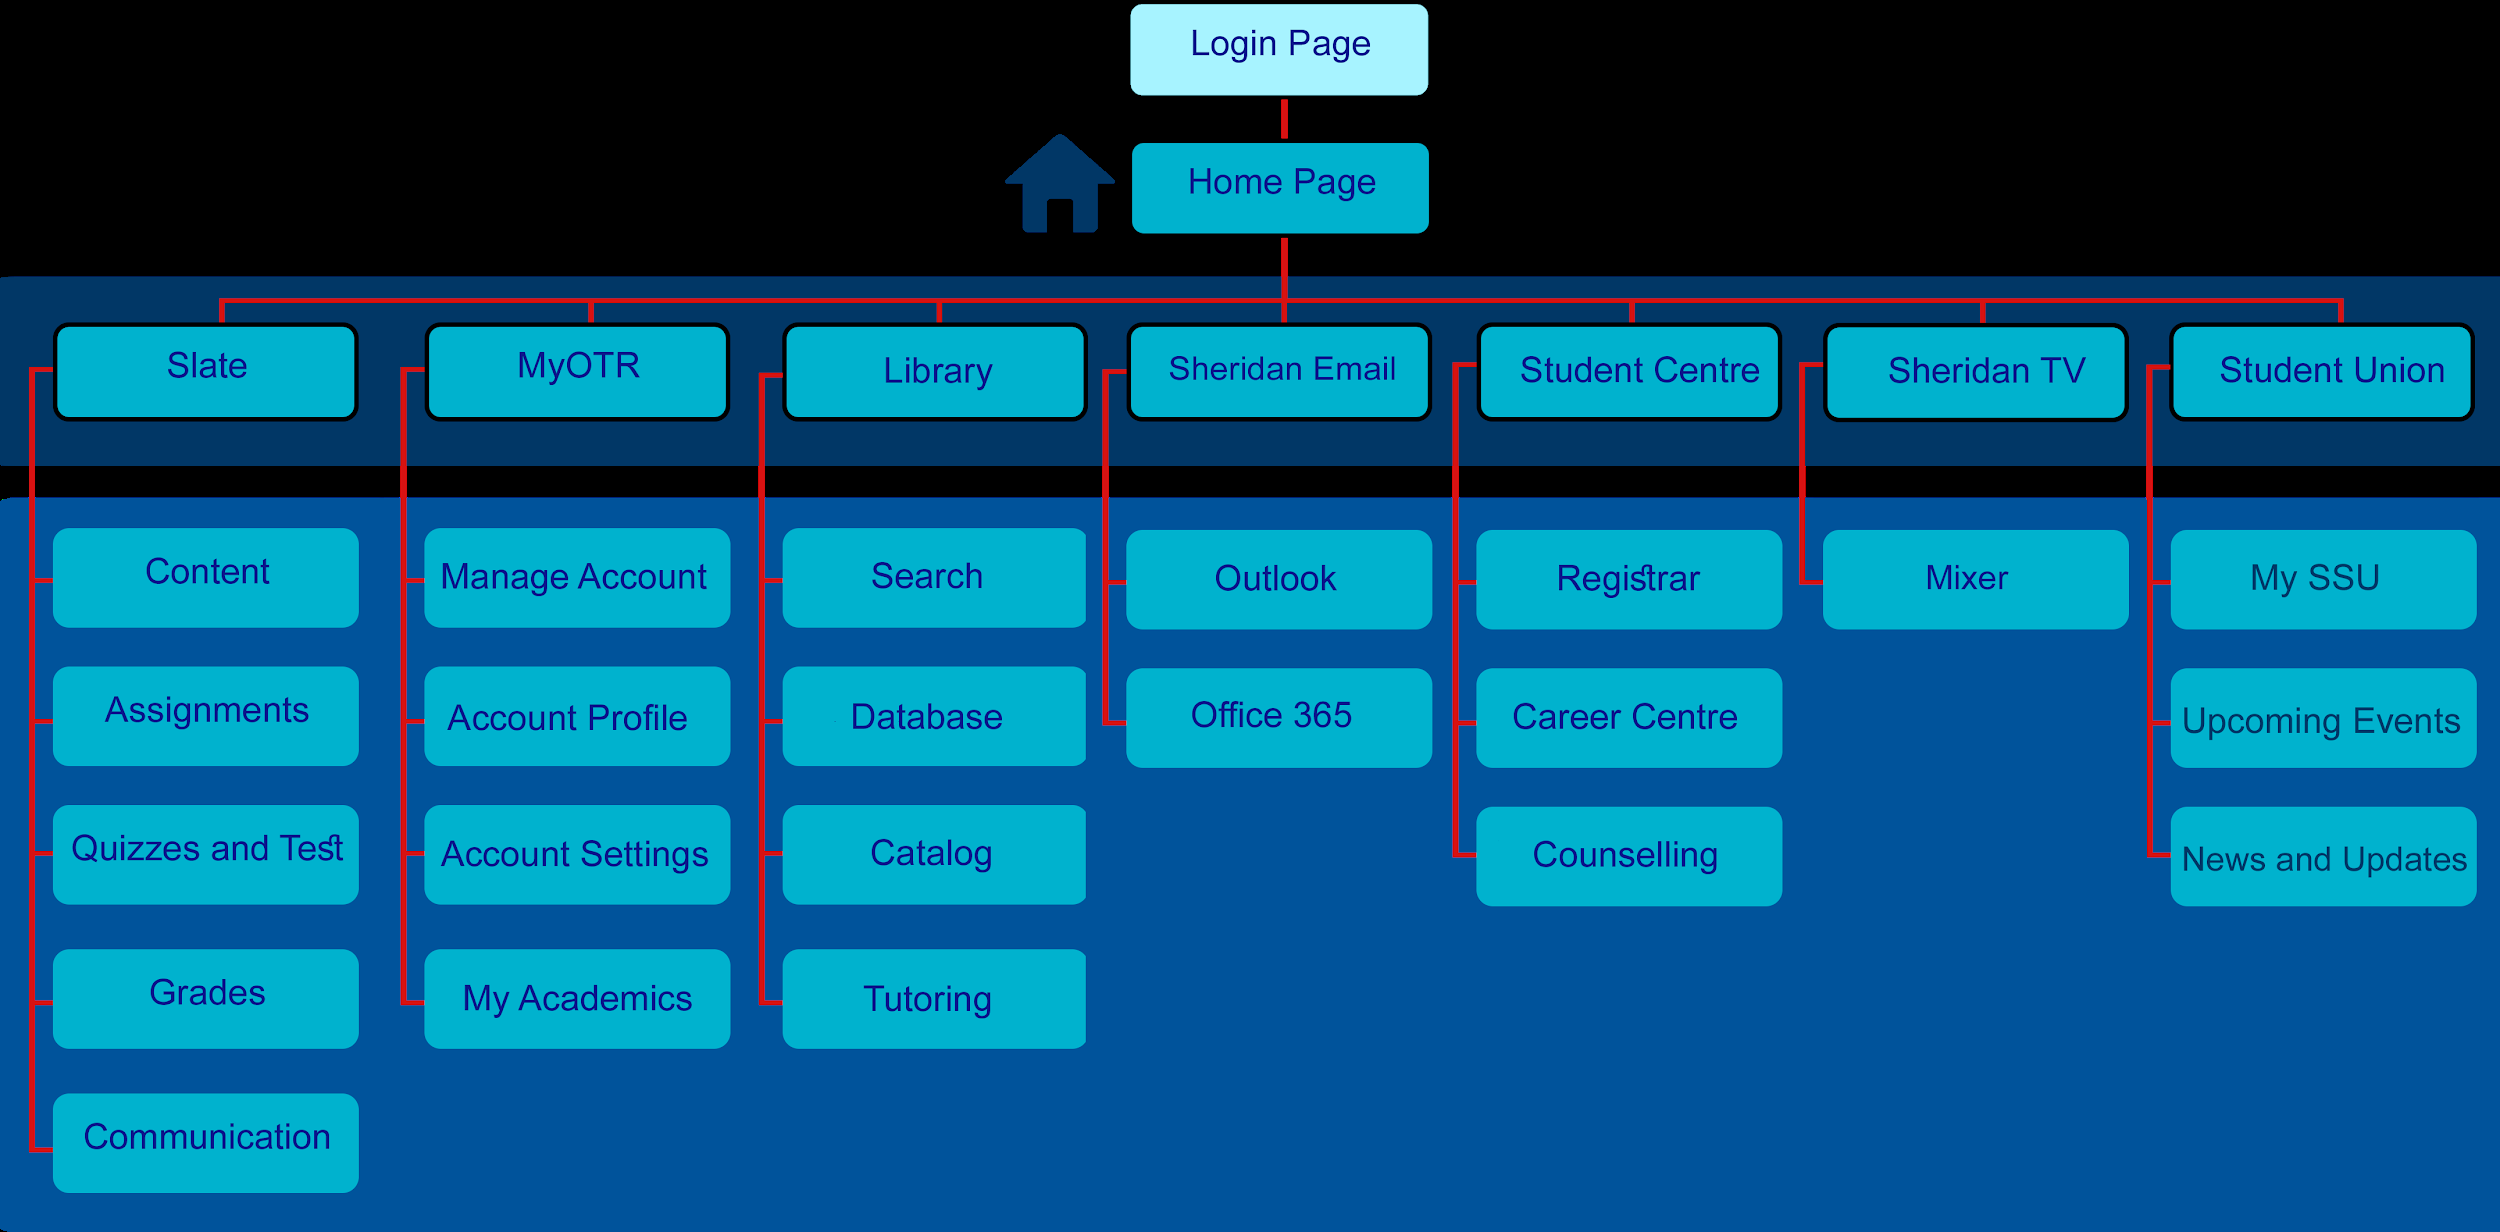 Login Page
Home Page
Slate
MyOTR
Library
Sheridan Email
Student Centre
Sheridan TV
Student Union
Content
Manage Account
Search
Outlook
Registrar
Mixer
My SSU
Assignments
Account Profile
Database
Office 365
Career Centre
Upcoming Events
Quizzes and Test
Account Settings
Catalog
Counselling
News and Updates
Grades
My Academics
Tutoring
Communication